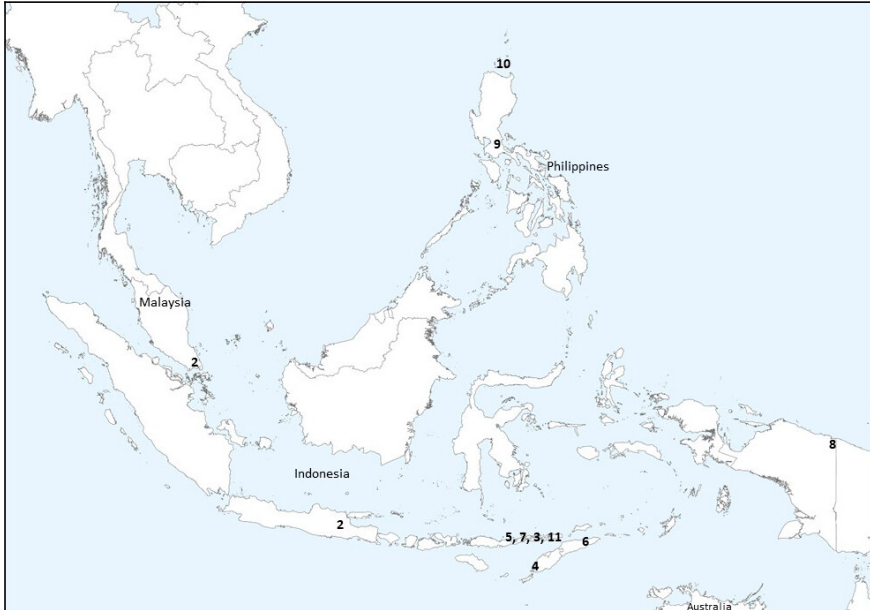 10
9
Philippines
Malaysia
2
8
Indonesia
2
5, 7, 3, 11
6
4
Australia